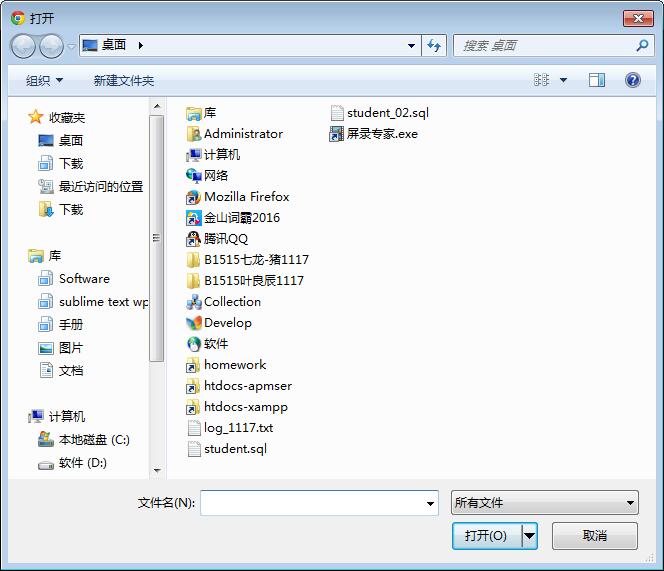 打开
桌面
搜索 桌面
组织
新建文件夹
收藏夹
桌面
下载
最近访问的位置
下载
库
Software
sublime text wp
手册
图片
文档
计算机
本地磁盘 (C:)
软件 (D:)
库
Administrator
计算机
网络
Mozilla Firefox
金山词霸2016
腾讯QQ
B1515七龙-猪1117
B1515叶良辰1117
Collection
Develop
软件
homework
htdocs-apmser
htdocs-xampp
log_1117.txt
student.sql
student_02.sql
屏录专家.exe
文件名(N):
所有文件
打开(O)
取消